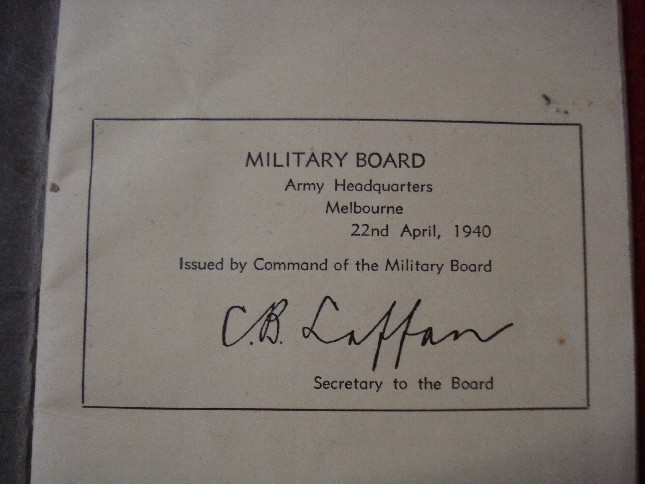 MILITARY BOARD
Army Headquarters
Melbourne
22nd April, 1940
Issued by Command of the Military Board
C.B. Laffan
Secretary to the Board